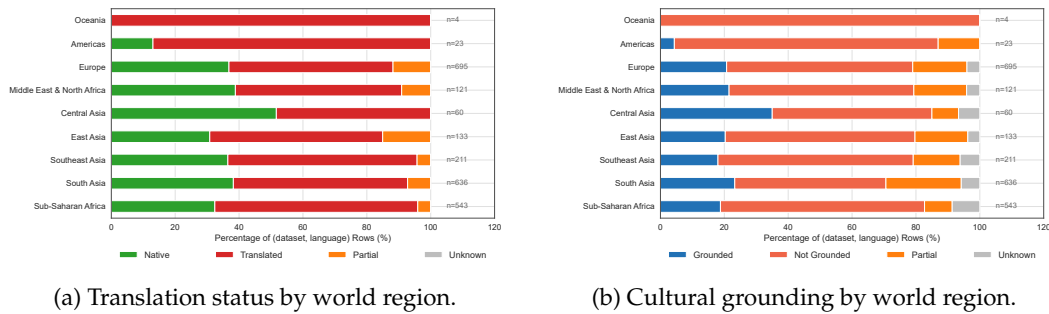 Oceania
n=4
Americas
n=23
Europe
n=695
Middle East & North Africa
n=121
Central Asia
n=60
East Asia
n=133
Southeast Asia
n=211
South Asia
n=636
Sub-Saharan Africa
n=543
0 20 40 60 80 100 120
Percentage of (dataset, language) Rows (%)
Native Translated Partial Unknown
(a) Translation status by world region.
Oceania
n=4
Americas
n=23
Europe
n=695
Middle East & North Africa
n=121
Central Asia
n=60
East Asia
n=133
Southeast Asia
n=211
South Asia
n=636
Sub-Saharan Africa
n=543
0 20 40 60 80 100 120
Percentage of (dataset, language) Rows (%)
Grounded Not Grounded Partial Unknown
(b) Cultural grounding by world region.